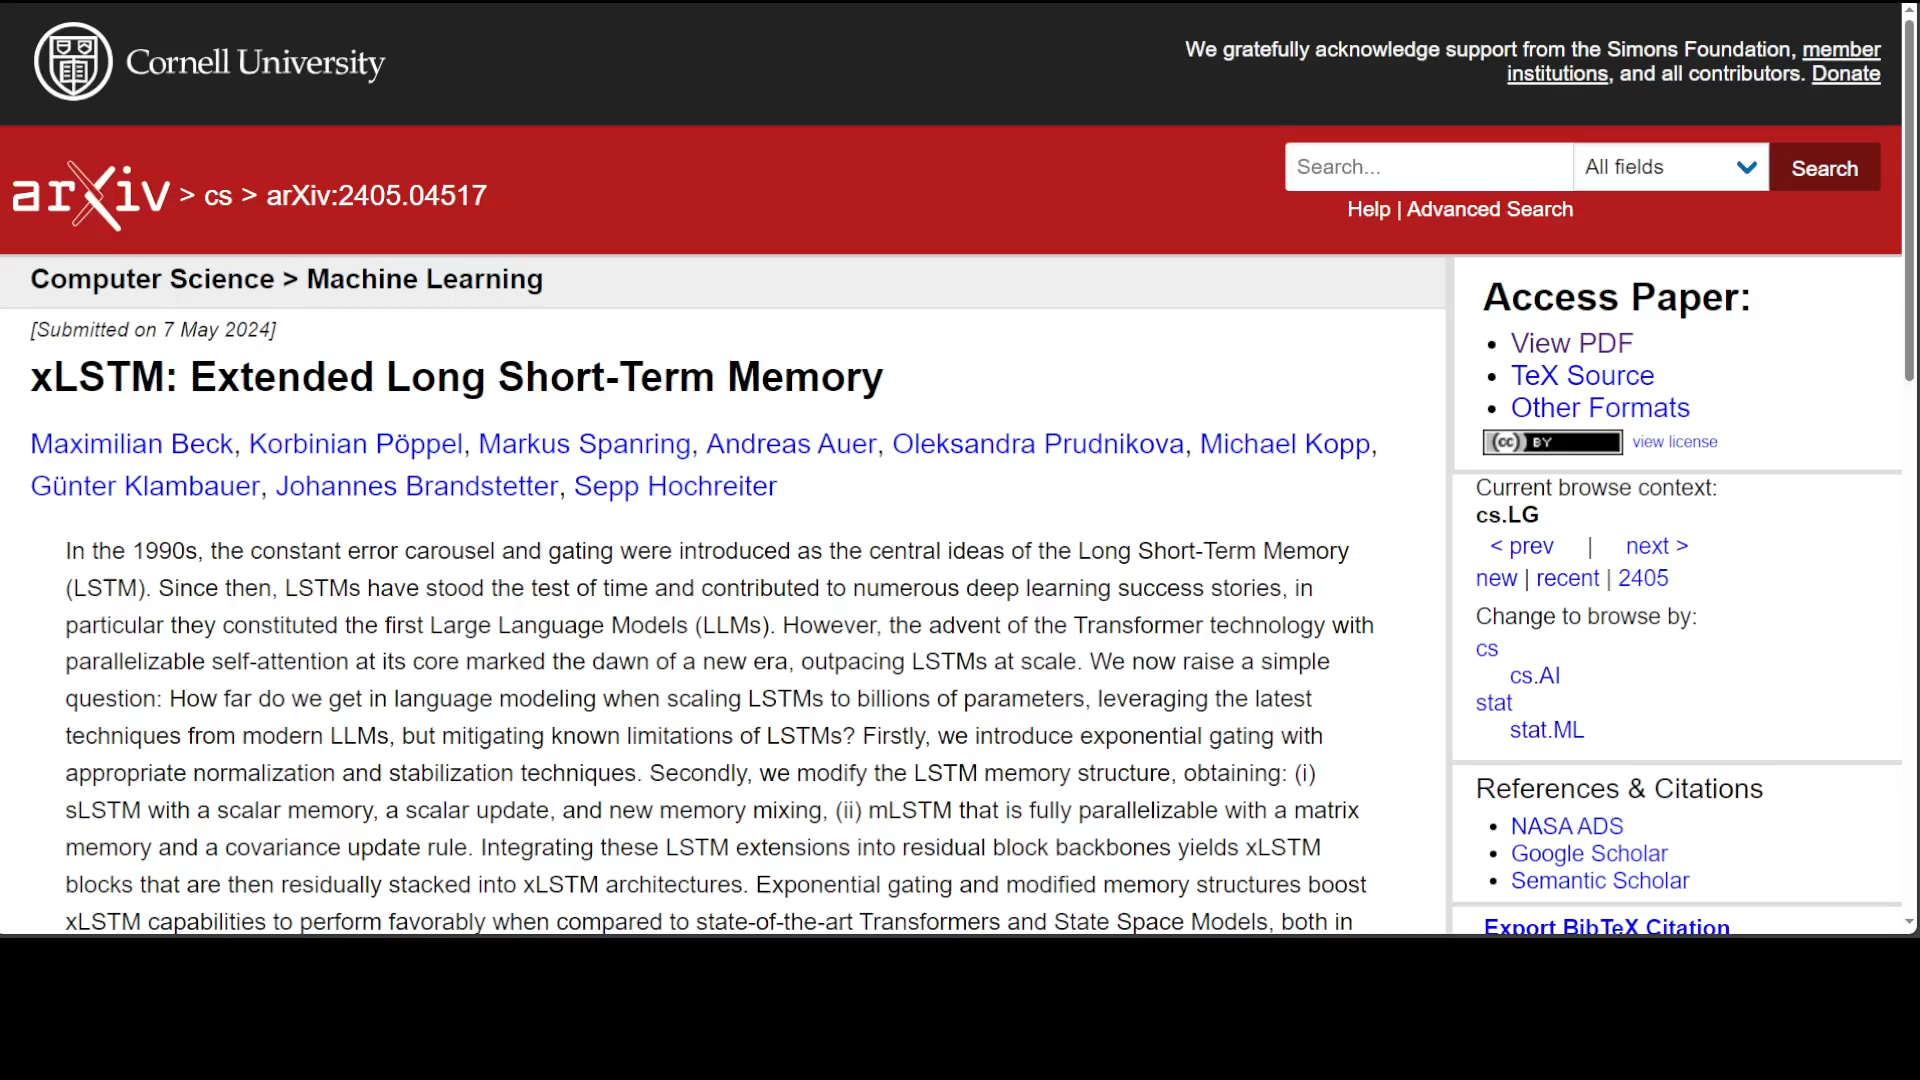 Cornell University
We gratefully acknowledge support from the Simons Foundation, member
institutions, and all contributors. Donate
arXiv > cs > arXiv:2405.04517
Search...
All fields
Search
Help | Advanced Search
Computer Science > Machine Learning
[Submitted on 7 May 2024]
xLSTM: Extended Long Short-Term Memory
Maximilian Beck, Korbinian Pöppel, Markus Spanring, Andreas Auer, Oleksandra Prudnikova, Michael Kopp,
Günter Klambauer, Johannes Brandstetter, Sepp Hochreiter
In the 1990s, the constant error carousel and gating were introduced as the central ideas of the Long Short-Term Memory
(LSTM). Since then, LSTMs have stood the test of time and contributed to numerous deep learning success stories, in
particular they constituted the first Large Language Models (LLMs). However, the advent of the Transformer technology with
parallelizable self-attention at its core marked the dawn of a new era, outpacing LSTMs at scale. We now raise a simple
question: How far do we get in language modeling when scaling LSTMs to billions of parameters, leveraging the latest
techniques from modern LLMs, but mitigating known limitations of LSTMs? Firstly, we introduce exponential gating with
appropriate normalization and stabilization techniques. Secondly, we modify the LSTM memory structure, obtaining: (i)
sLSTM with a scalar memory, a scalar update, and new memory mixing, (ii) mLSTM that is fully parallelizable with a matrix
memory and a covariance update rule. Integrating these LSTM extensions into residual block backbones yields xLSTM
blocks that are then residually stacked into xLSTM architectures. Exponential gating and modified memory structures boost
xLSTM capabilities to perform favorably when compared to state-of-the-art Transformers and State Space Models, both in
Access Paper:
View PDF
TeX Source
Other Formats
(cc) BY view license
Current browse context:
cs.LG
< prev | next >
new | recent | 2405
Change to browse by:
cs
cs.AI
stat
stat.ML
References & Citations
NASA ADS
Google Scholar
Semantic Scholar
Export BibTeX Citation